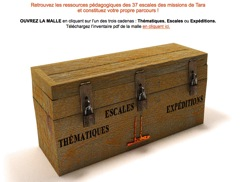 Retrouvez les ressources pédagogiques des 37 escales des missions de Tara
et constituez votre propre parcours !
OUVREZ LA MALLE en cliquant sur l'un des trois cadenas : Thématiques, Escales ou Expéditions.
Téléchargez l'inventaire pdf de la malle en cliquant ici.
ESCALES
EXPÉDITIONS
THÉMATIQUES